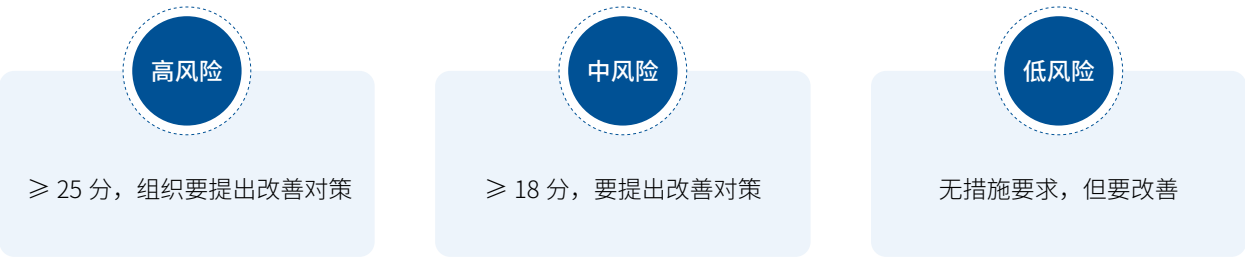 高风险
≥ 25 分，组织要提出改善对策
中风险
≥ 18 分，要提出改善对策
低风险
无措施要求，但要改善